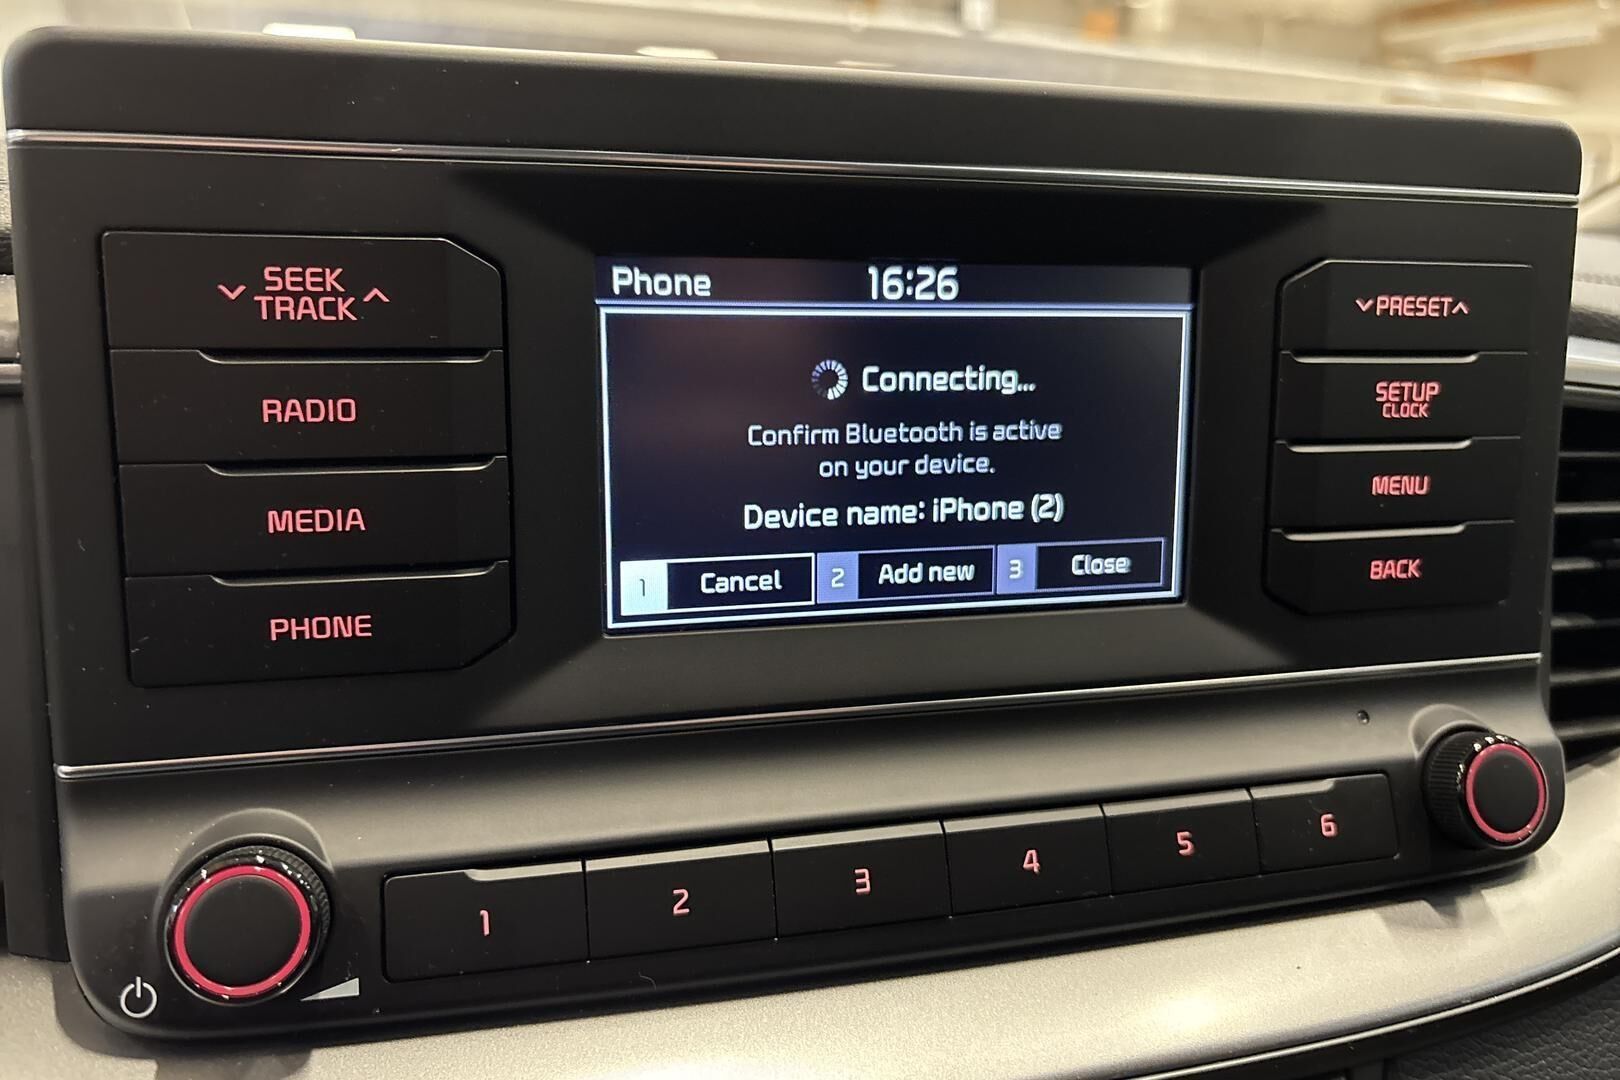 SEEK
TRACK
RADIO
MEDIA
PHONE
Phone 16:26
Connecting...
Confirm Bluetooth is active
on your device.
Device name: iPhone (2)
1 Cancel 2 Add new 3 Close
PRESET
SETUP
CLOCK
MENU
BACK
1 2 3 4 5 6